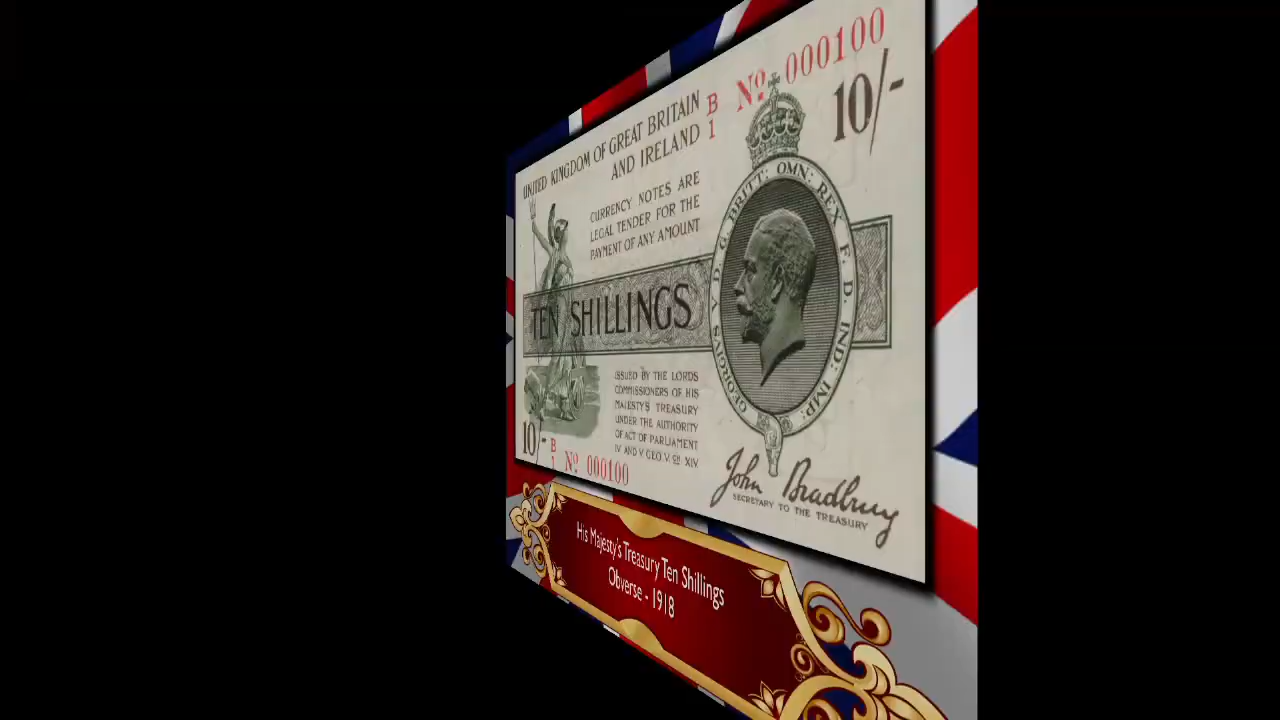 B No 000100
1
10/-
UNITED KINGDOM OF GREAT BRITAIN
AND IRELAND
CURRENCY NOTES ARE
LEGAL TENDER FOR THE
PAYMENT OF ANY AMOUNT
TEN SHILLINGS
GEORGIVS V D. G. BRITT: OMN: REX F. D. IND: IMP:
ISSUED BY THE LORDS
COMMISSIONERS OF HIS
MAJESTY'S TREASURY
UNDER THE AUTHORITY
OF ACT OF PARLIAMENT
IV AND V GEO. V. CH XIV
10/-
B
1 No 000100
John Bradbury
SECRETARY TO THE TREASURY
His Majesty's Treasury Ten Shillings
Obverse - 1918